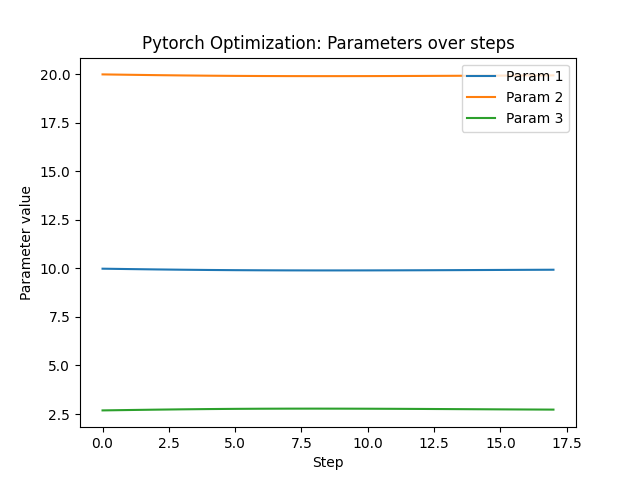 Pytorch Optimization: Parameters over steps
20.0
17.5
15.0
12.5
10.0
7.5
5.0
2.5
Parameter value
Param 1
Param 2
Param 3
0.0 2.5 5.0 7.5 10.0 12.5 15.0 17.5
Step